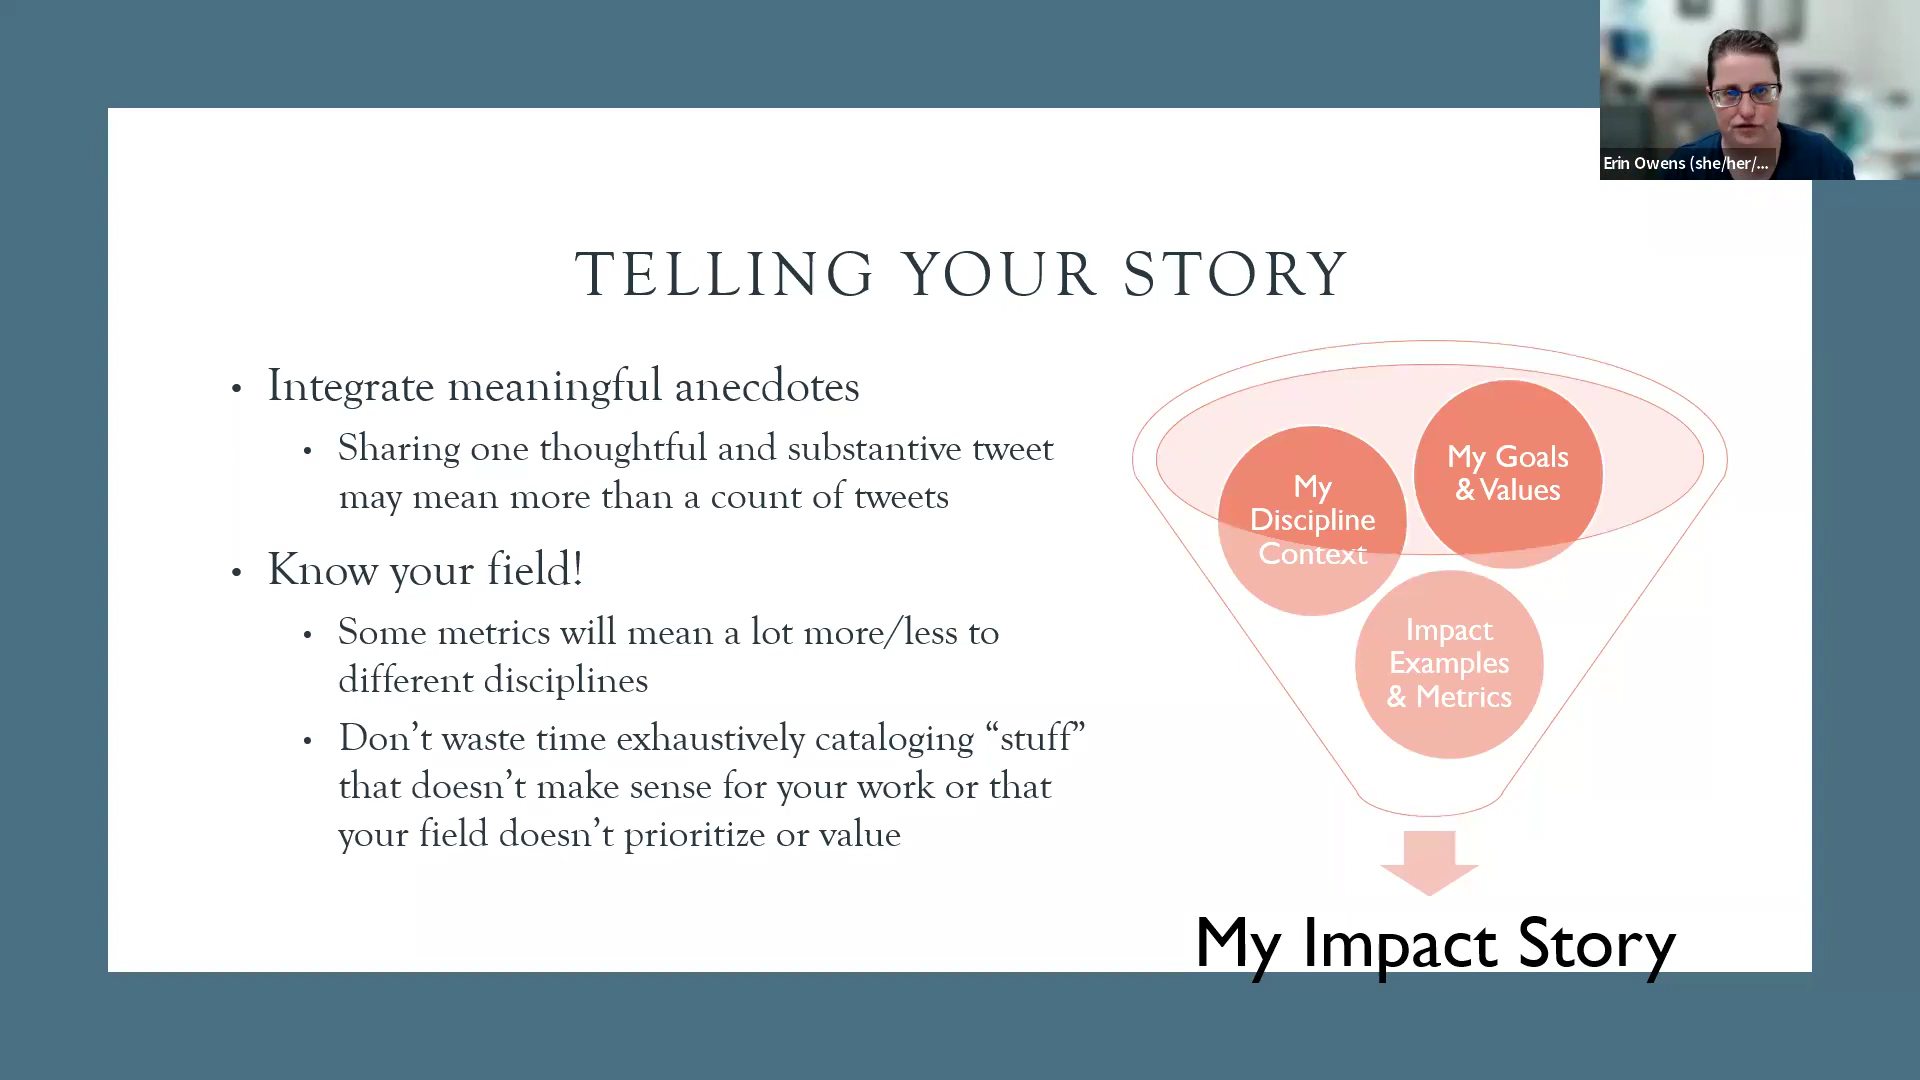 Erin Owens (she/her/...
TELLING YOUR STORY
• Integrate meaningful anecdotes
• Sharing one thoughtful and substantive tweet
may mean more than a count of tweets
• Know your field!
• Some metrics will mean a lot more/less to
different disciplines
• Don’t waste time exhaustively cataloging “stuff”
that doesn’t make sense for your work or that
your field doesn’t prioritize or value
My Goals
& Values
My
Discipline
Context
Impact
Examples
& Metrics
My Impact Story